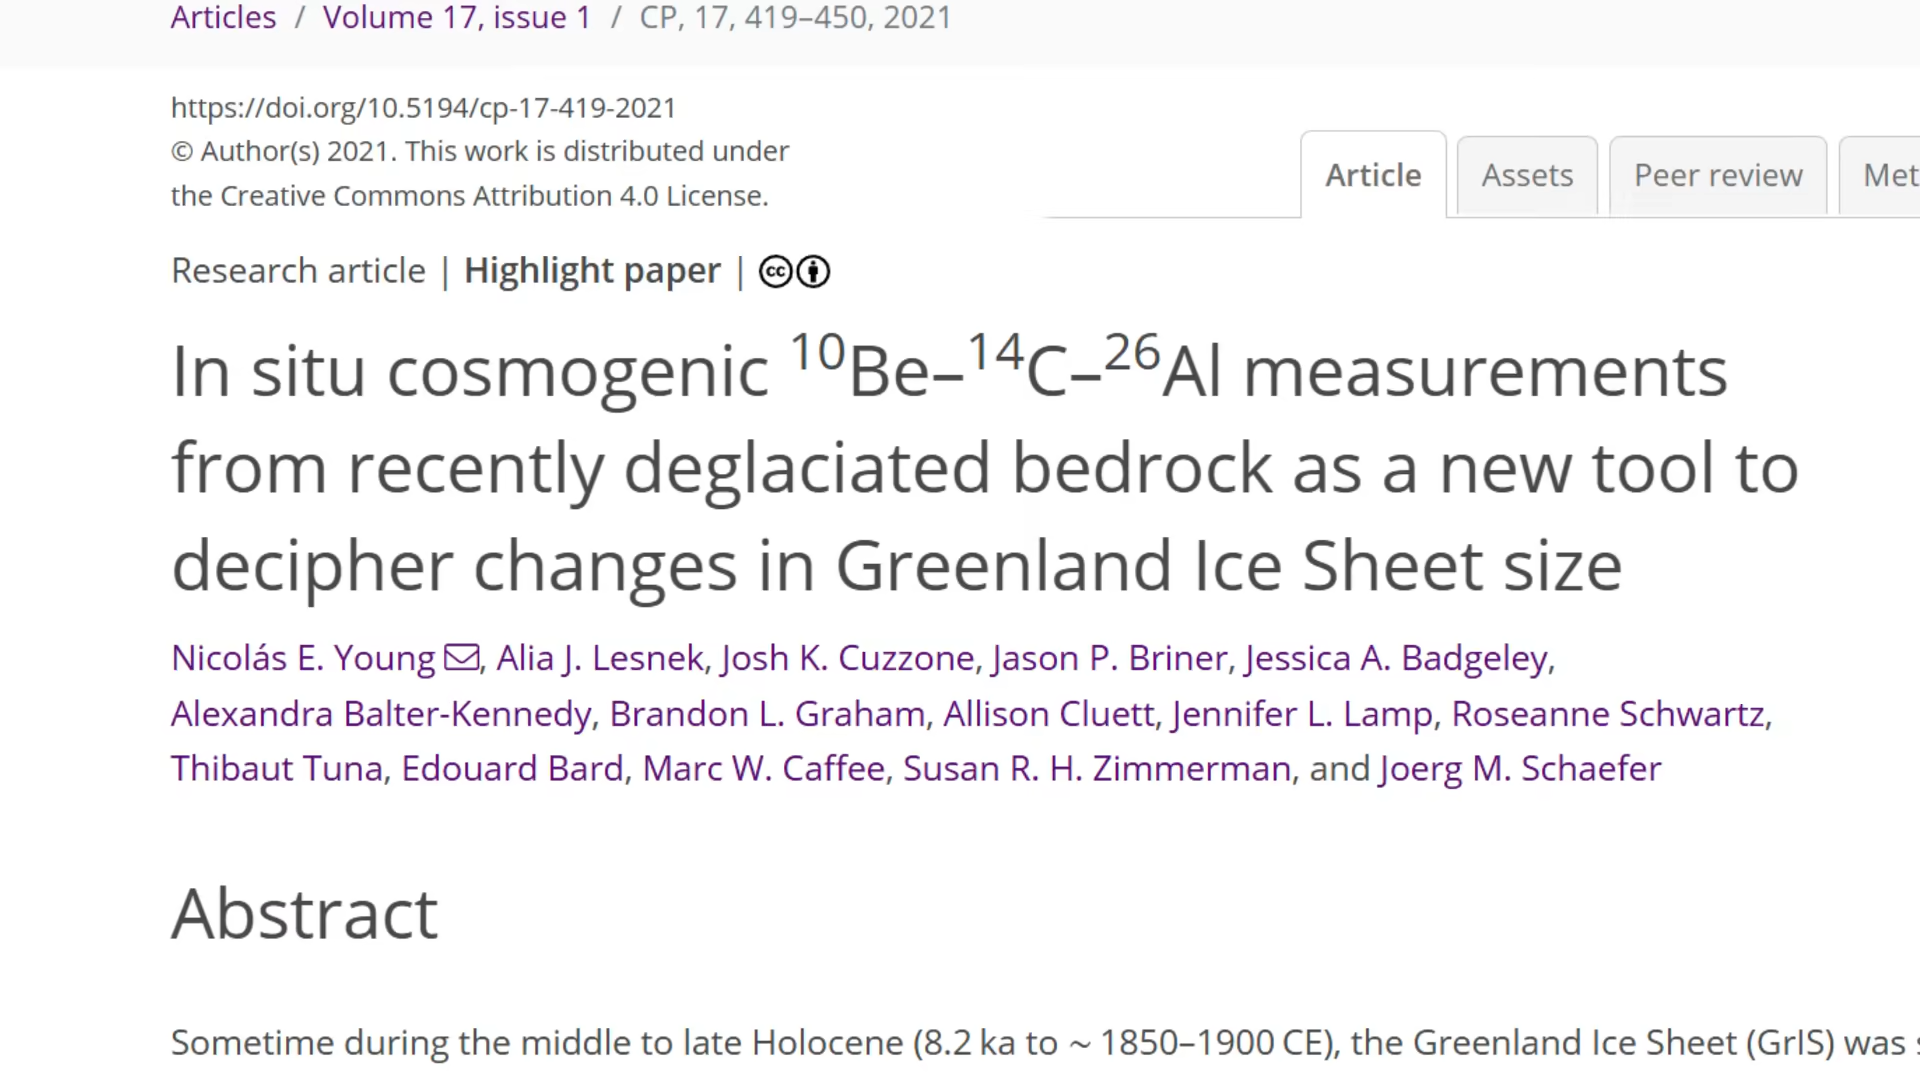 Articles / Volume 17, issue 1 / CP, 17, 419–450, 2021
https://doi.org/10.5194/cp-17-419-2021
© Author(s) 2021. This work is distributed under
the Creative Commons Attribution 4.0 License.
Article Assets Peer review Met
Research article | Highlight paper | cc
In situ cosmogenic ¹⁰Be–¹⁴C–²⁶Al measurements
from recently deglaciated bedrock as a new tool to
decipher changes in Greenland Ice Sheet size
Nicolás E. Young, Alia J. Lesnek, Josh K. Cuzzone, Jason P. Briner, Jessica A. Badgeley,
Alexandra Balter-Kennedy, Brandon L. Graham, Allison Cluett, Jennifer L. Lamp, Roseanne Schwartz,
Thibaut Tuna, Edouard Bard, Marc W. Caffee, Susan R. H. Zimmerman, and Joerg M. Schaefer
Abstract
Sometime during the middle to late Holocene (8.2 ka to ~ 1850–1900 CE), the Greenland Ice Sheet (GrIS) was